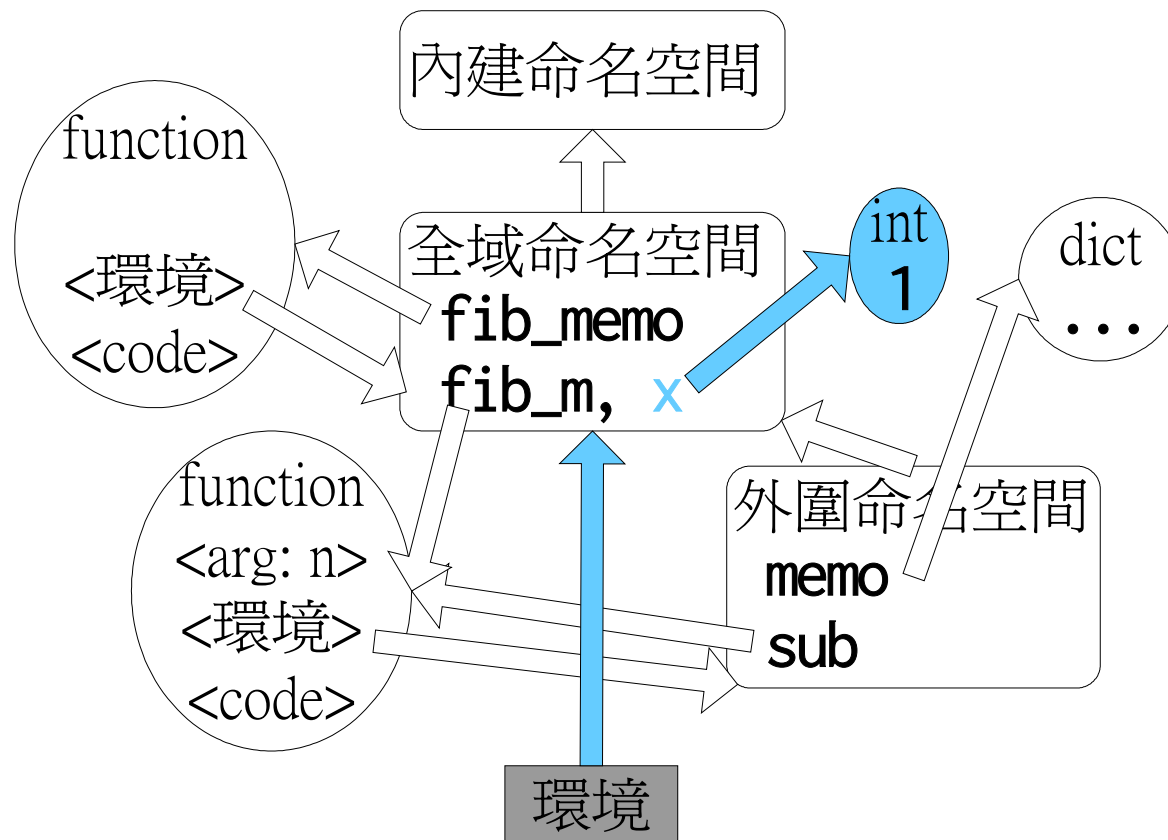 內建命名空間
function
<環境>
<code>
全域命名空間
fib_memo
fib_m, x
int
1
dict
...
function
<arg: n>
<環境>
<code>
外圍命名空間
memo
sub
環境